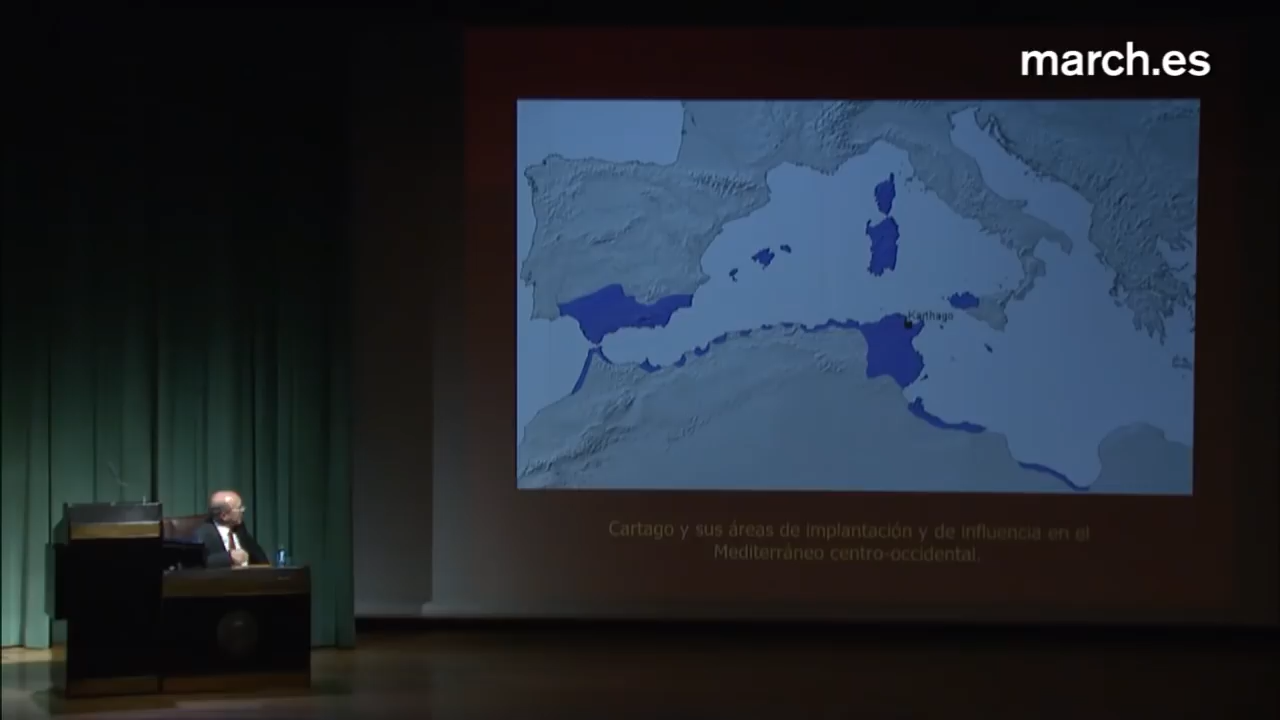 march.es
Karthago
Cartago y sus áreas de implantación y de influencia en el
Mediterráneo centro-occidental.